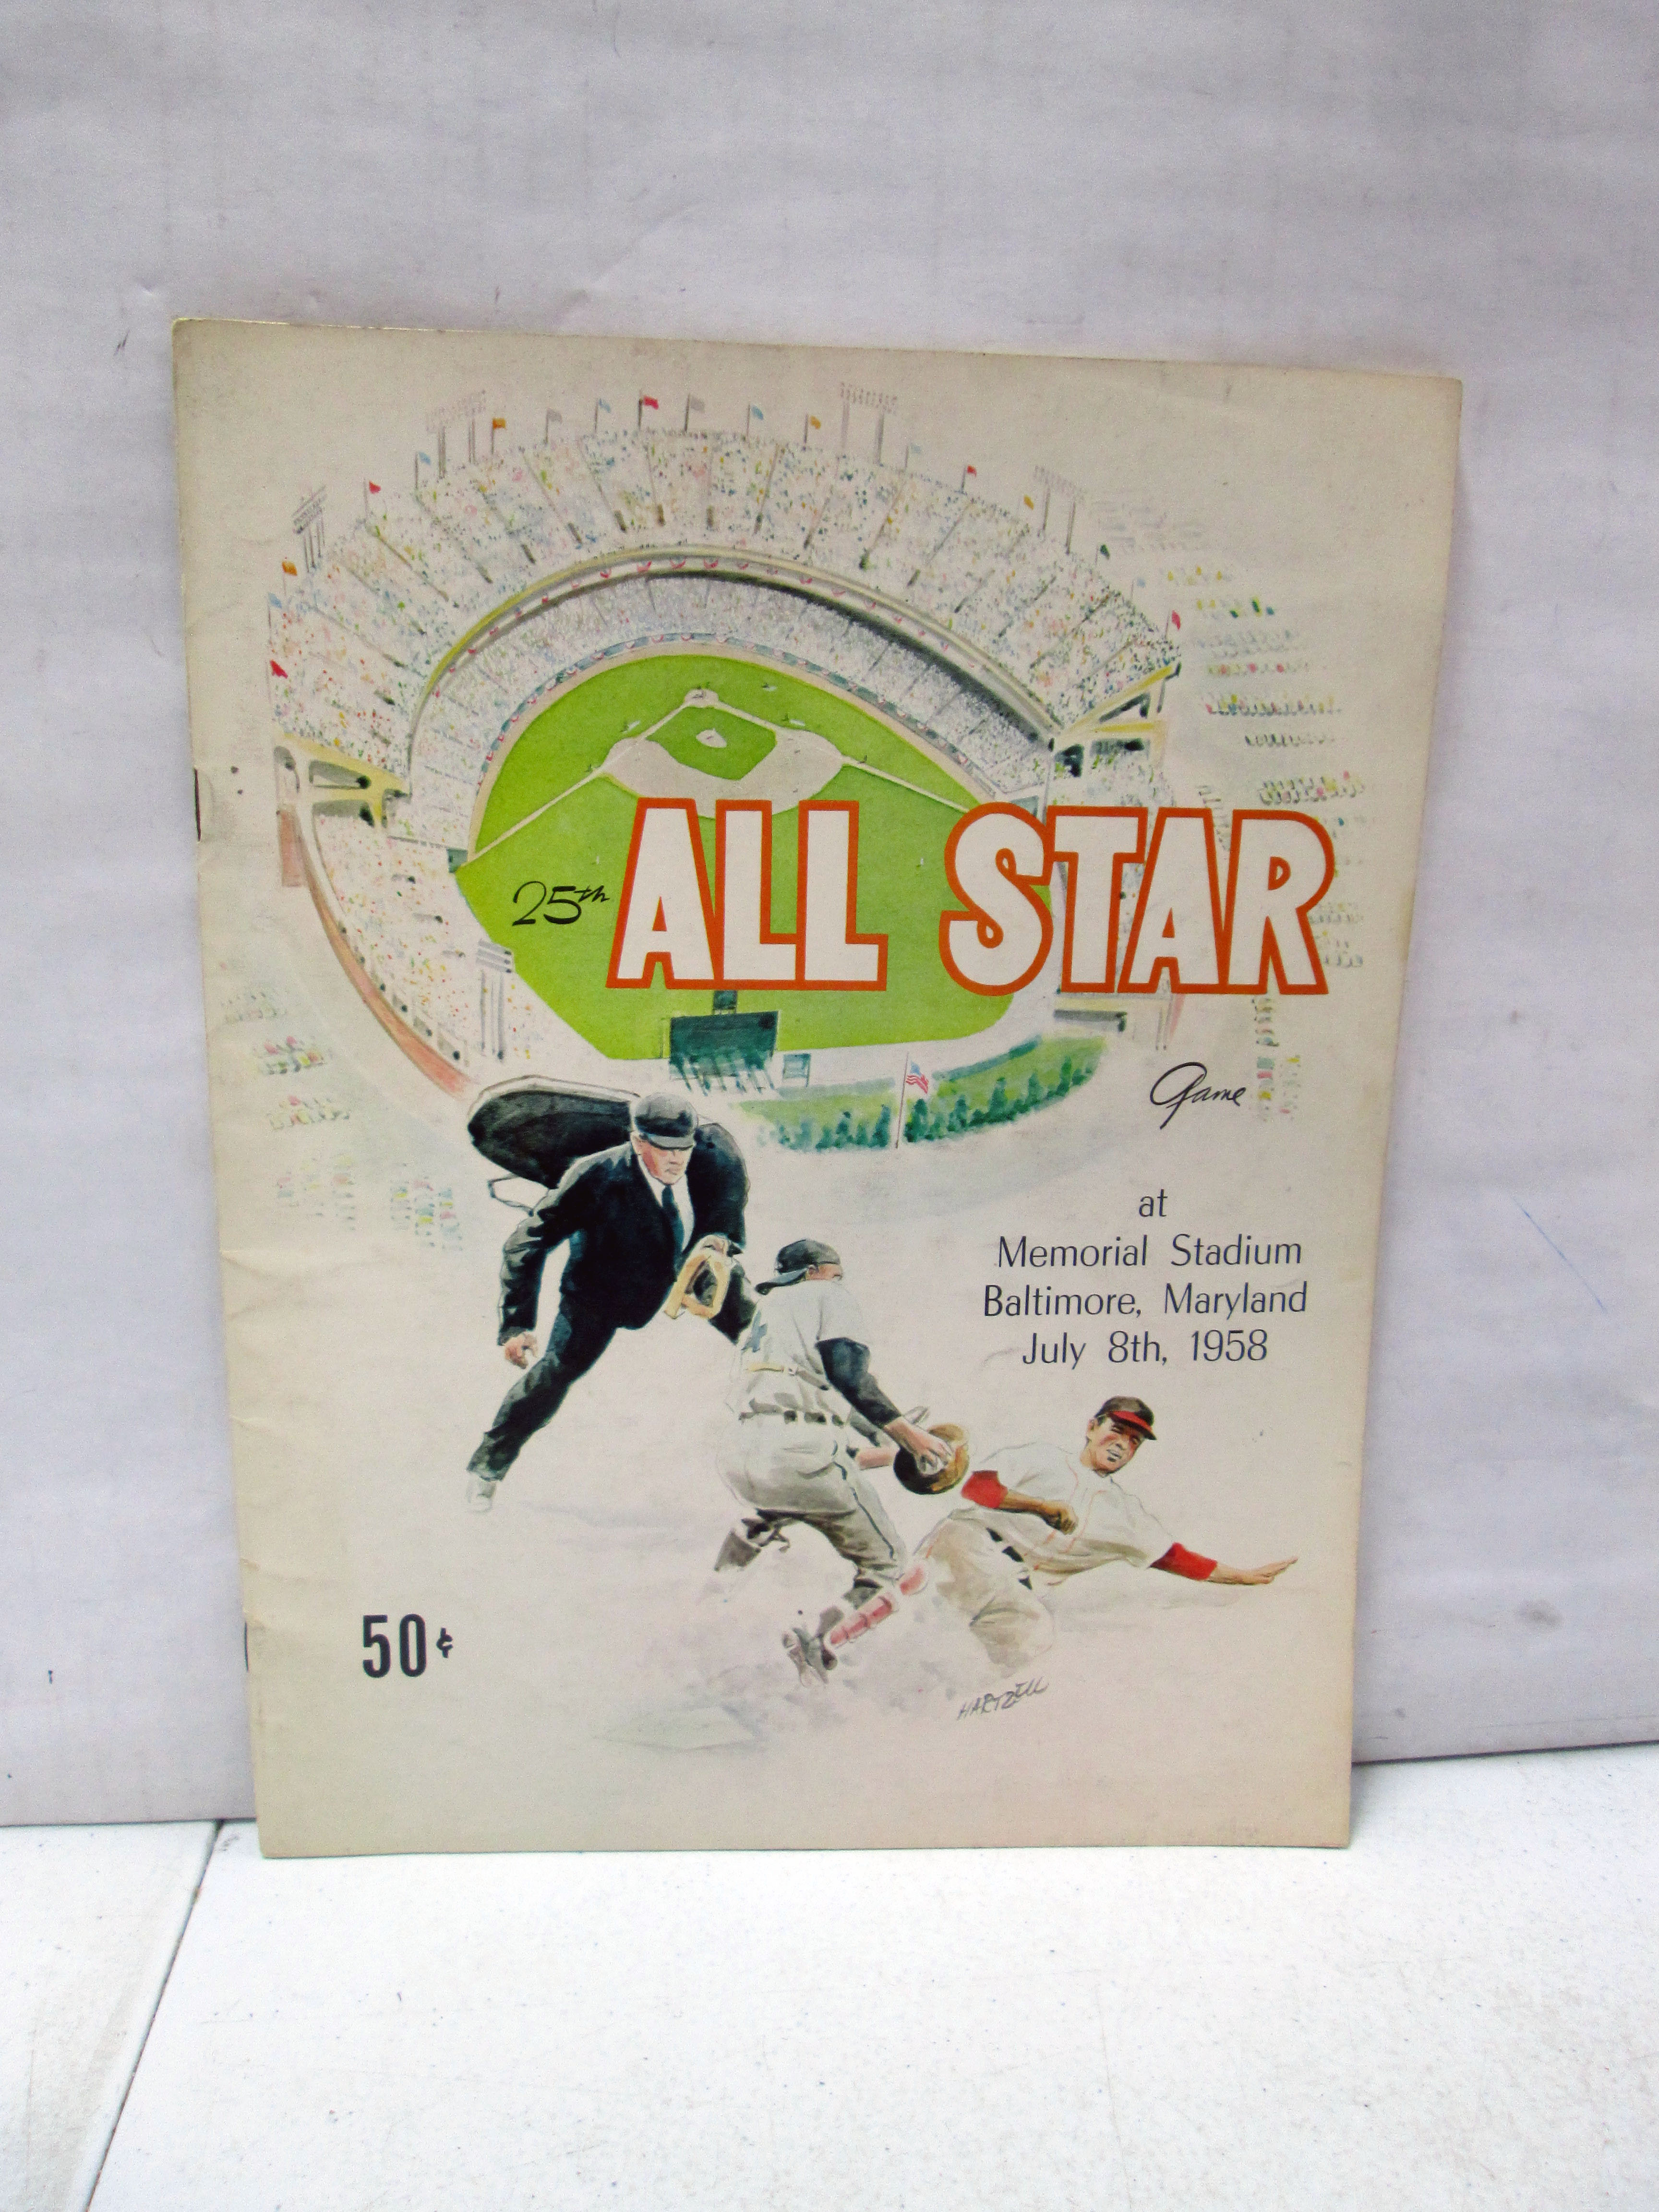 25th ALL STAR
Game
at
Memorial Stadium
Baltimore, Maryland
July 8th, 1958
50¢
HARTZELL